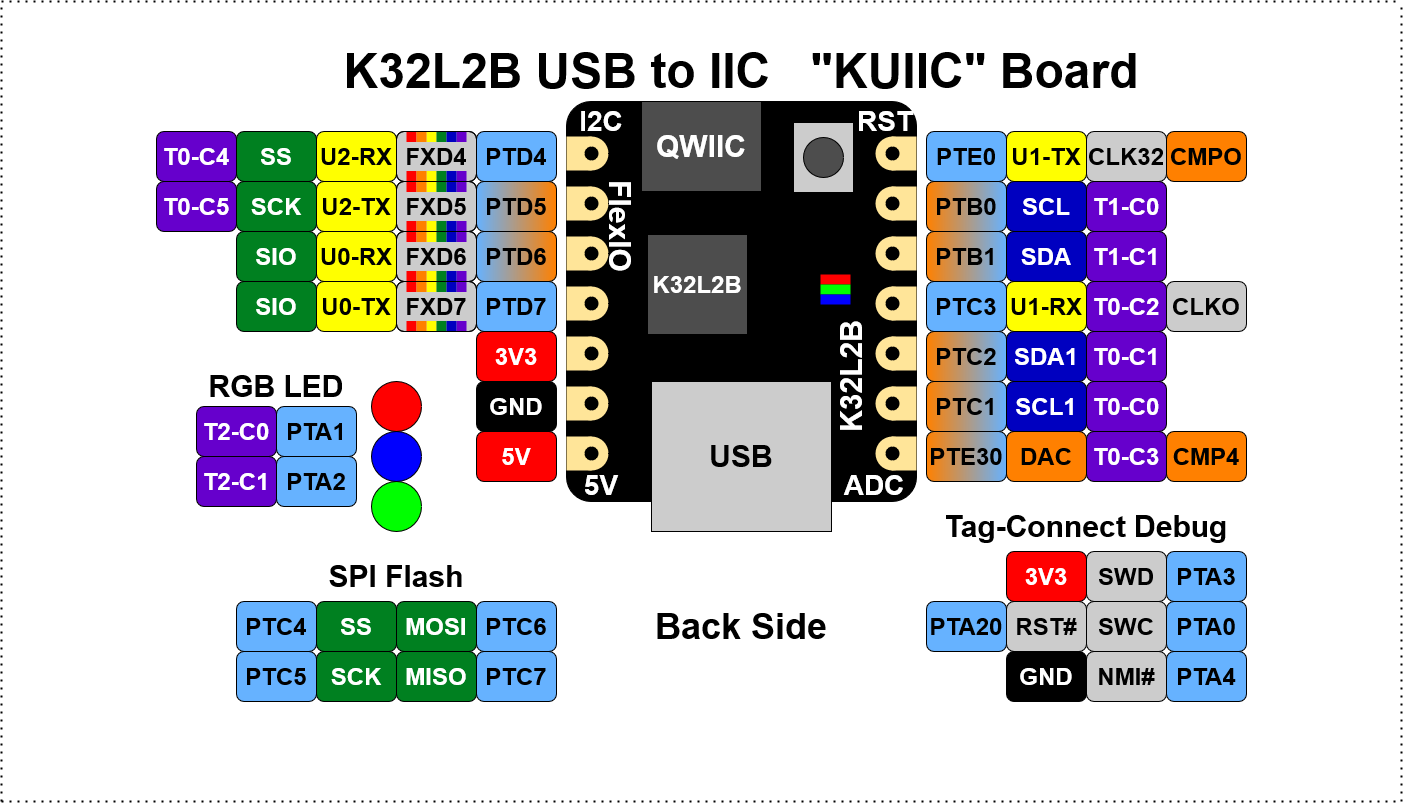 K32L2B USB to IIC "KUIIC" Board
I2C
QWIIC
RST
T0-C4 SS U2-RX FXD4 PTD4
PTE0 U1-TX CLK32 CMPO
T0-C5 SCK U2-TX FXD5 PTD5
FlexIO
PTB0 SCL T1-C0
SIO U0-RX FXD6 PTD6
PTB1 SDA T1-C1
K32L2B
SIO U0-TX FXD7 PTD7
PTC3 U1-RX T0-C2 CLKO
3V3
K32L2B
PTC2 SDA1 T0-C1
GND
PTC1 SCL1 T0-C0
5V
USB
PTE30 DAC T0-C3 CMP4
5V
ADC
RGB LED
T2-C0 PTA1
T2-C1 PTA2
SPI Flash
PTC4 SS MOSI PTC6
PTC5 SCK MISO PTC7
Back Side
Tag-Connect Debug
3V3 SWD PTA3
PTA20 RST# SWC PTA0
GND NMI# PTA4